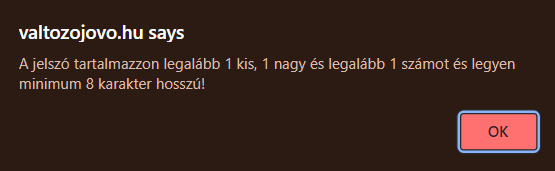 valtozojovo.hu says
A jelszó tartalmazzon legalább 1 kis, 1 nagy és legalább 1 számot és legyen
minimum 8 karakter hosszú!
OK